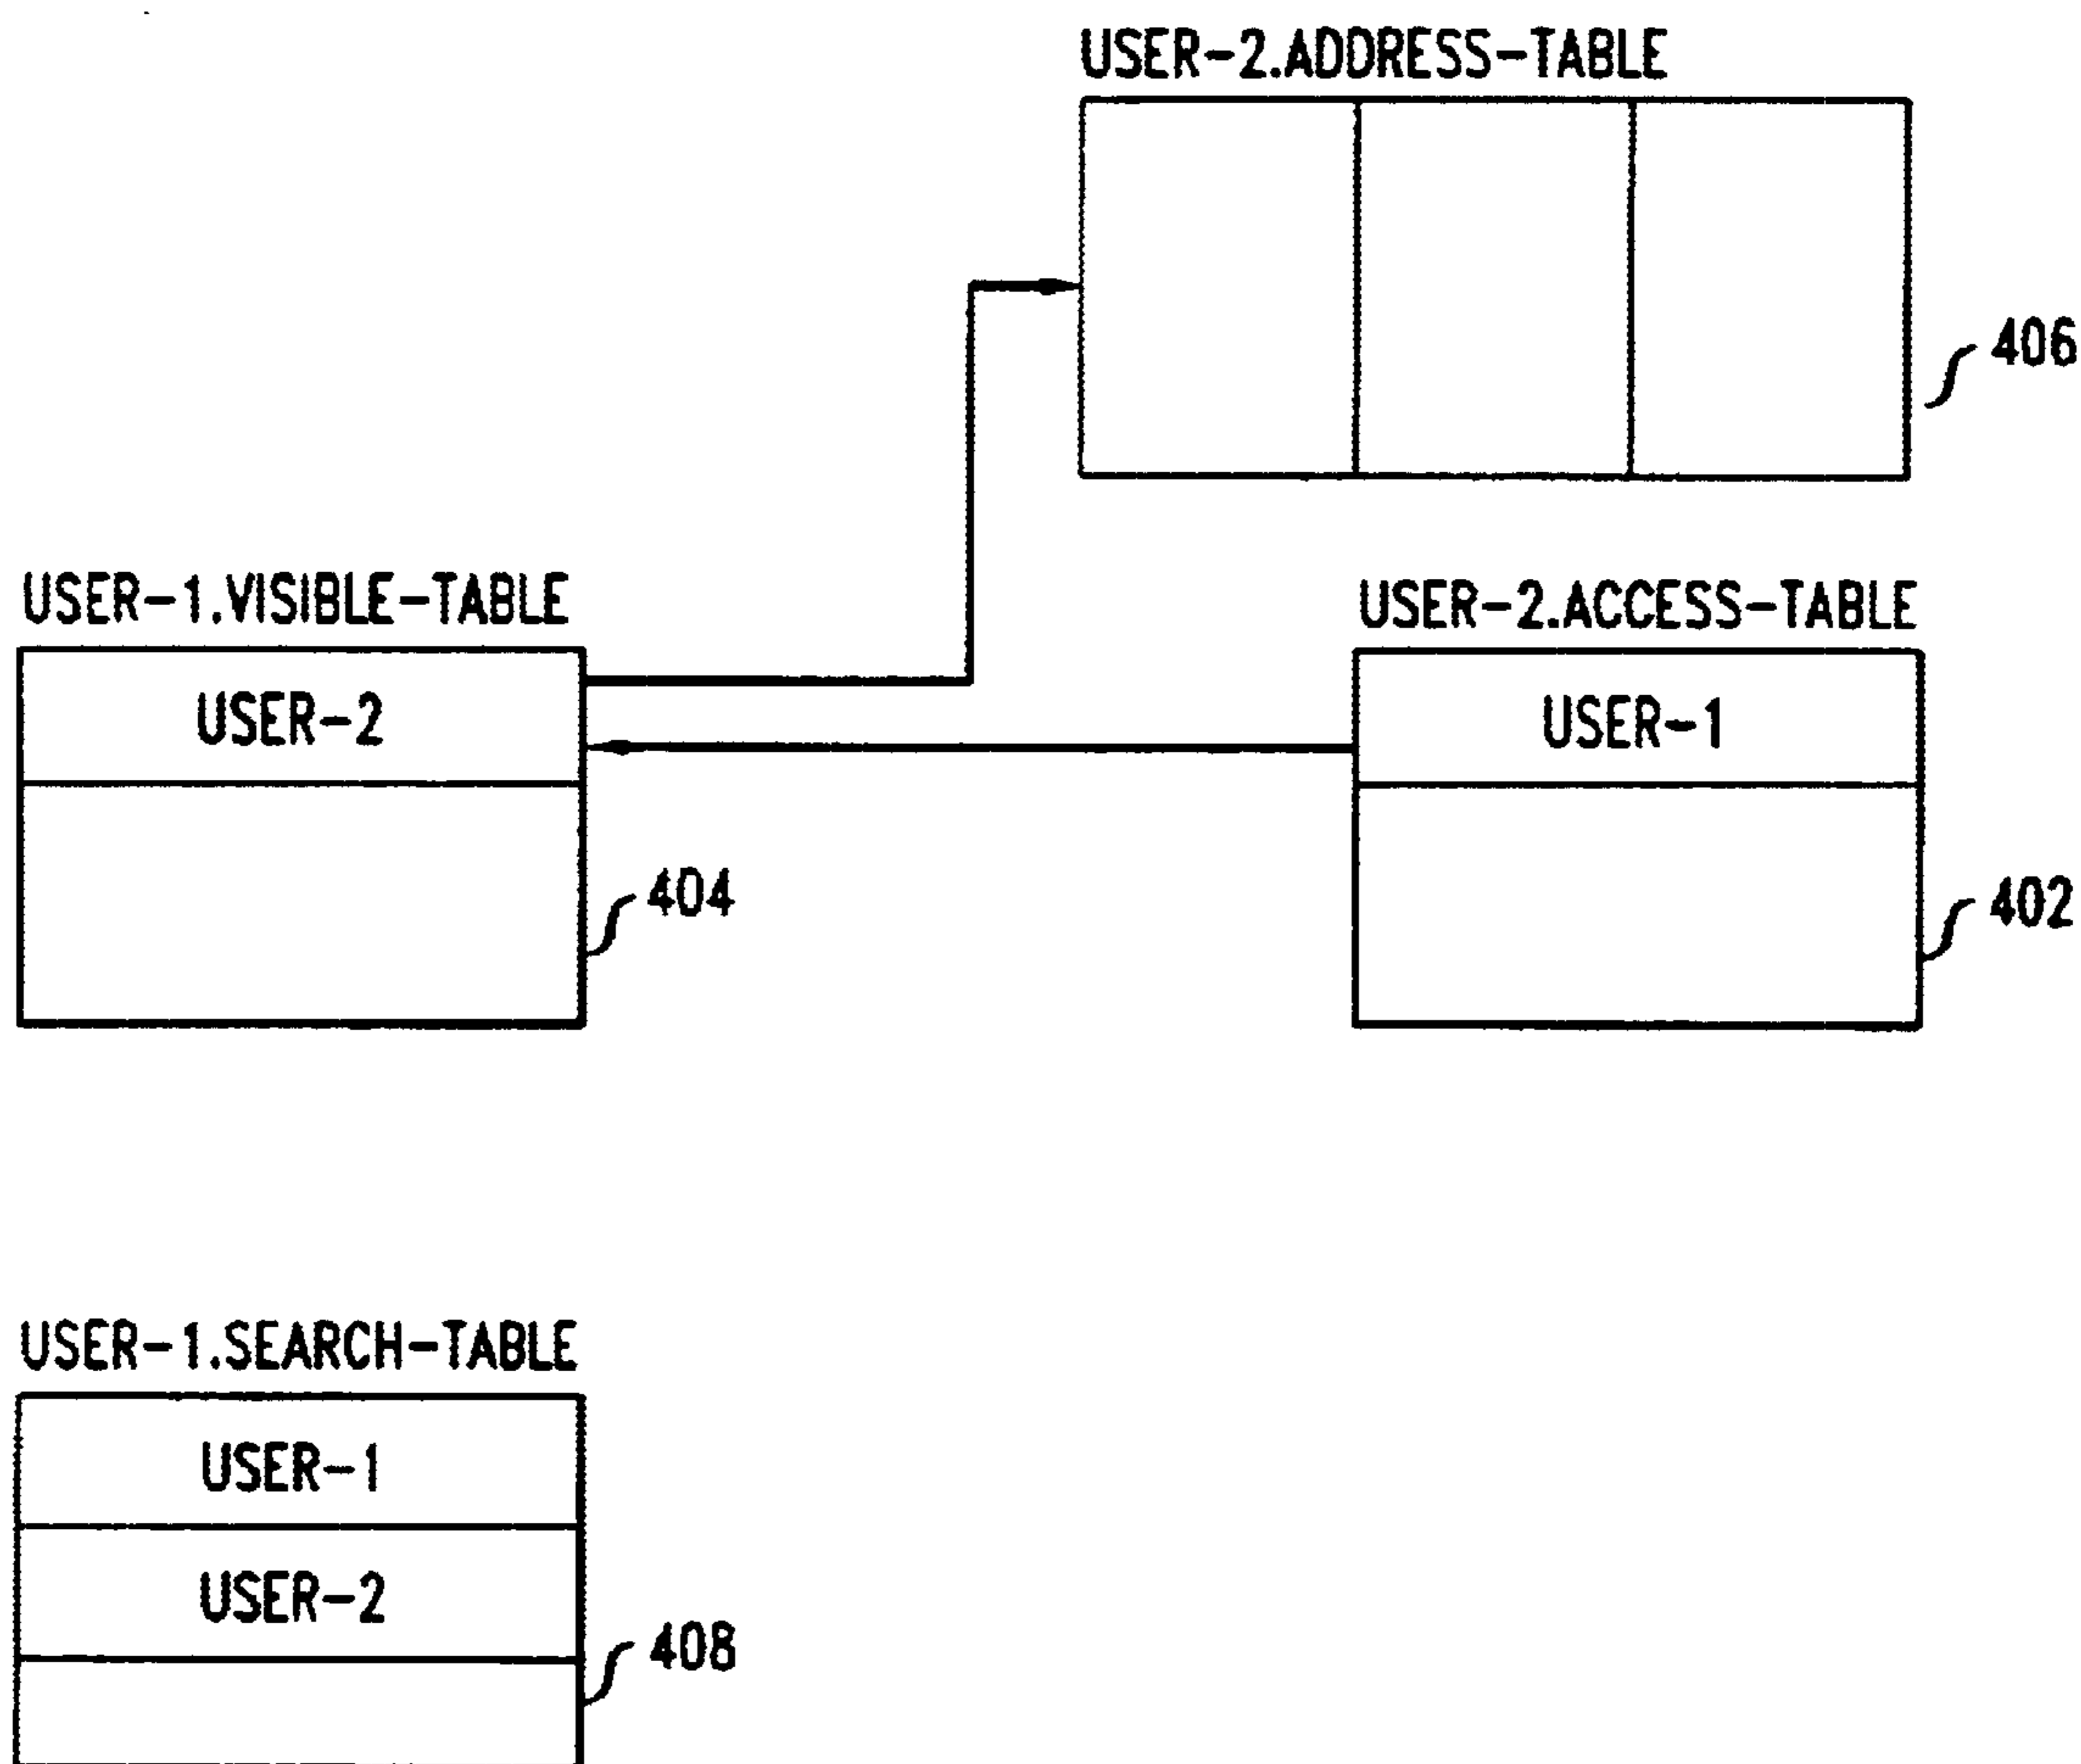 USER-2.ADDRESS-TABLE
406
USER-1.VISIBLE-TABLE
USER-2
404
USER-2.ACCESS-TABLE
USER-1
402
USER-1.SEARCH-TABLE
USER-1
USER-2
408